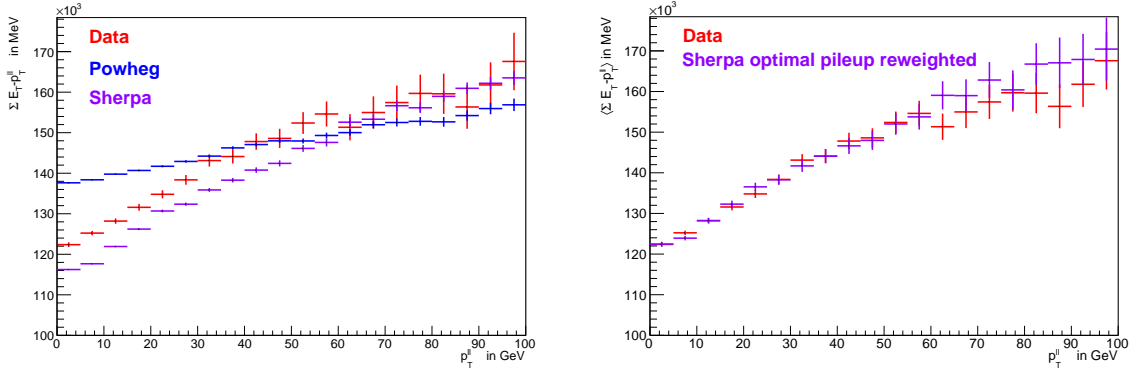 ×10³
Σ E_T-p_T^ll in MeV
Data
Powheg
Sherpa
170
160
150
140
130
120
110
100
0 10 20 30 40 50 60 70 80 90 100
p_T^ll in GeV
×10³
⟨Σ E_T-p_T^ll⟩ in MeV
Data
Sherpa optimal pileup reweighted
170
160
150
140
130
120
110
100
0 10 20 30 40 50 60 70 80 90 100
p_T^ll in GeV